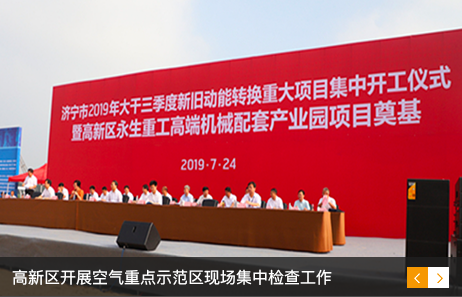 济宁市2019年大干三季度新旧动能转换重大项目集中开工仪式
暨高新区永生重工高端机械配套产业园项目奠基
2019·7·24
高新区开展空气重点示范区现场集中检查工作